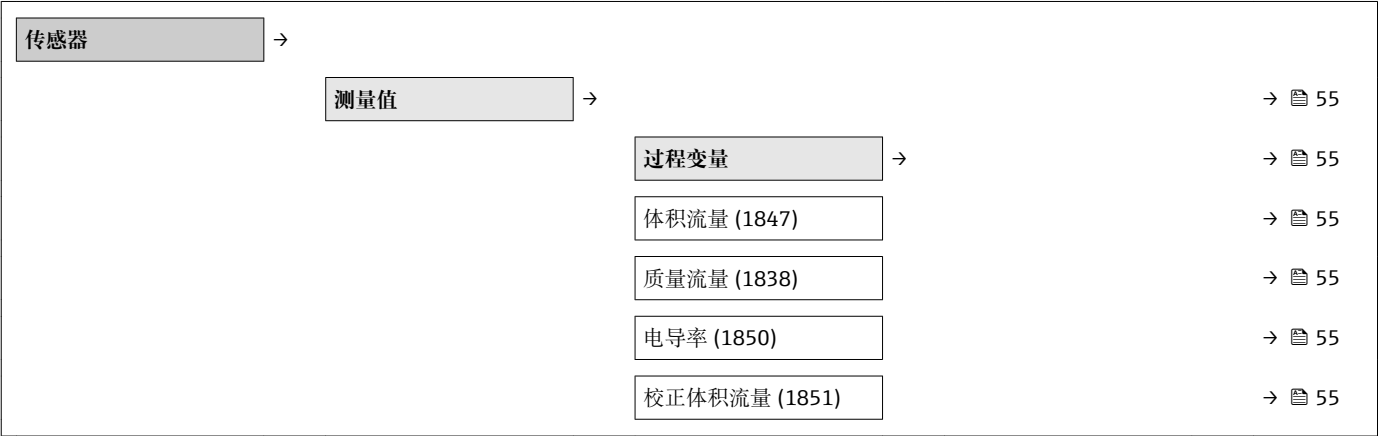 传感器 →
测量值 → → 🖺 55
过程变量 → → 🖺 55
体积流量 (1847) → 🖺 55
质量流量 (1838) → 🖺 55
电导率 (1850) → 🖺 55
校正体积流量 (1851) → 🖺 55